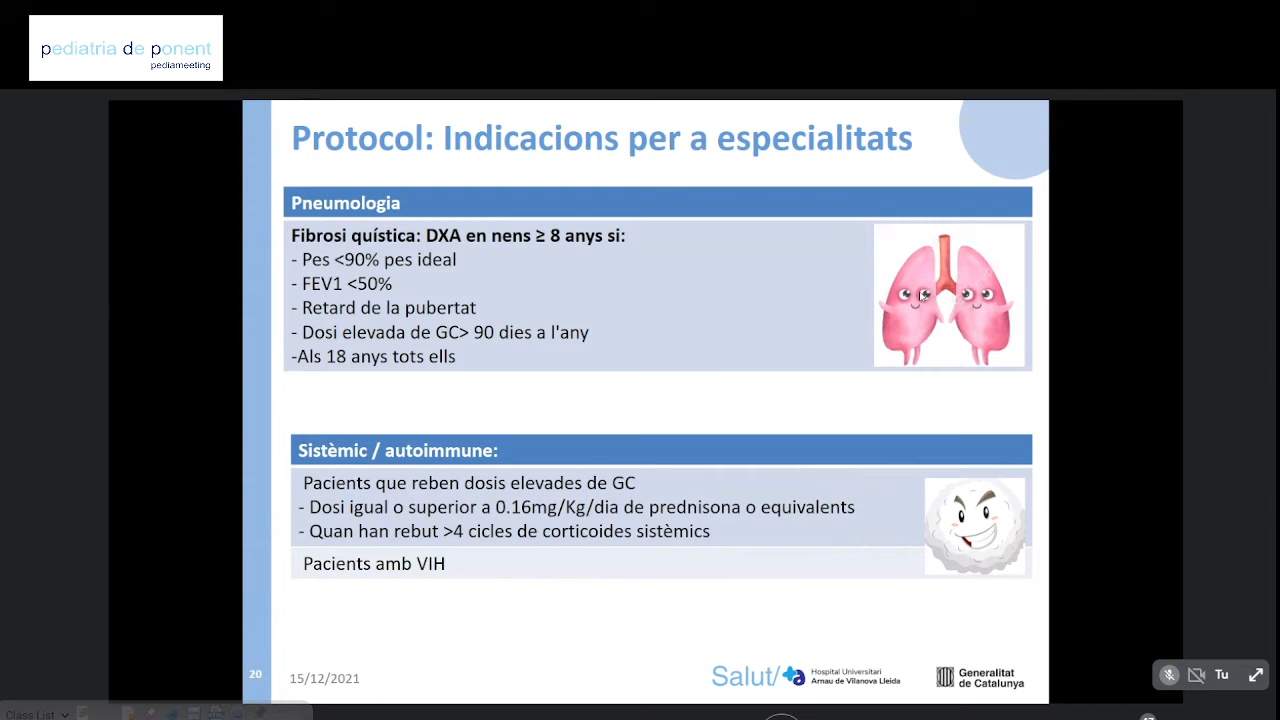 pediatria de ponent
pediameeting
Protocol: Indicacions per a especialitats
Pneumologia
Fibrosi quística: DXA en nens ≥ 8 anys si:
- Pes <90% pes ideal
- FEV1 <50%
- Retard de la pubertat
- Dosi elevada de GC> 90 dies a l'any
-Als 18 anys tots ells
Sistèmic / autoimmune:
Pacients que reben dosis elevades de GC
- Dosi igual o superior a 0.16mg/Kg/dia de prednisona o equivalents
- Quan han rebut >4 cicles de corticoides sistèmics
Pacients amb VIH
20
15/12/2021
Salut/
Hospital Universitari
Arnau de Vilanova Lleida
Generalitat
de Catalunya
Tu
Class List